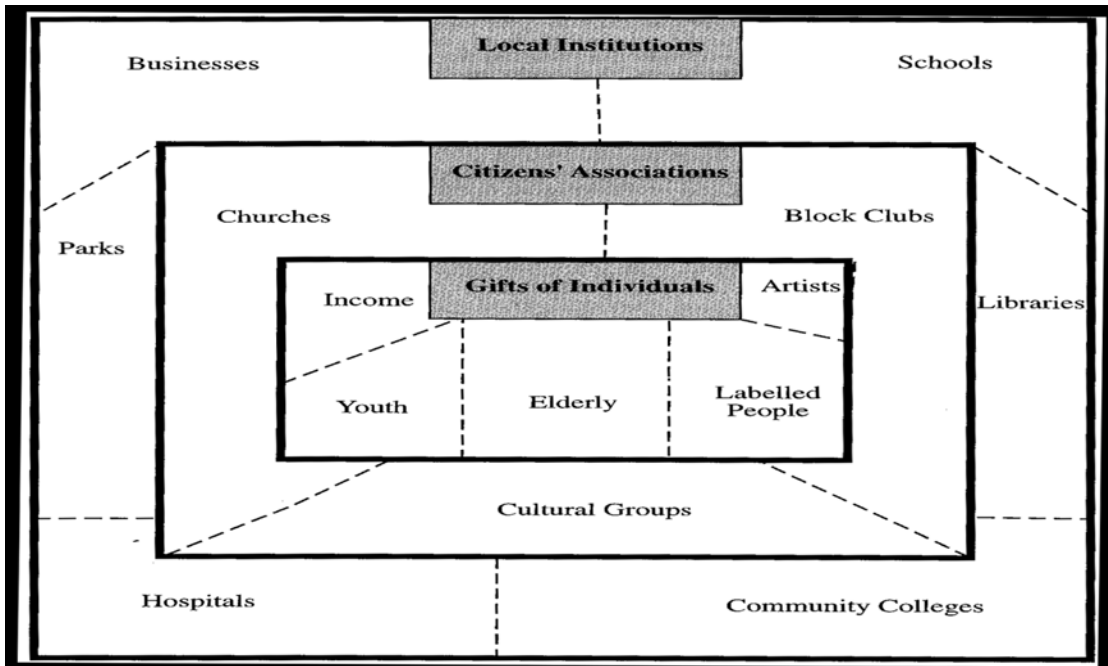 Local Institutions
Businesses
Schools
Citizens' Associations
Churches
Block Clubs
Parks
Gifts of Individuals
Income
Artists
Libraries
Youth
Elderly
Labelled
People
Cultural Groups
Hospitals
Community Colleges